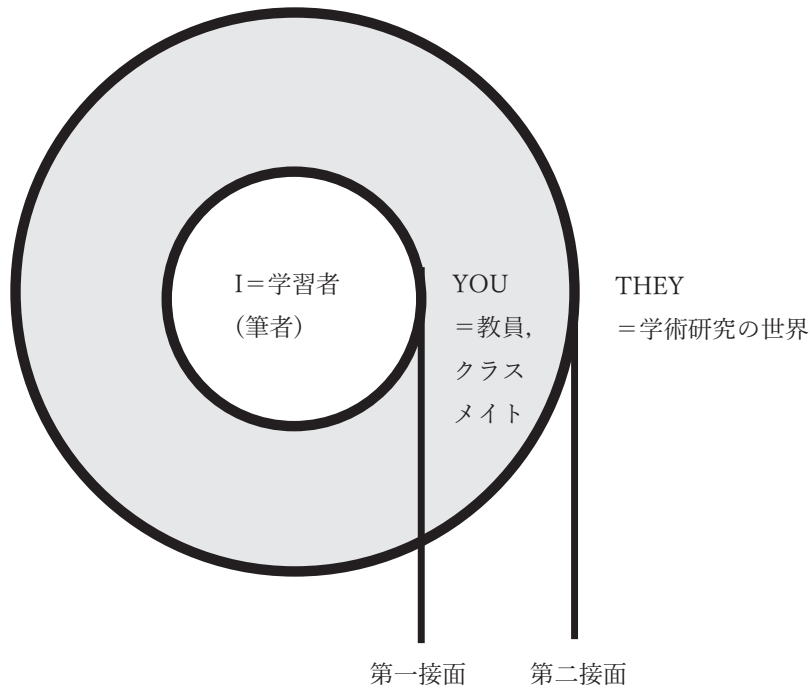 I=学習者
(筆者)
YOU
=教員,
クラス
メイト
THEY
=学術研究の世界
第一接面
第二接面